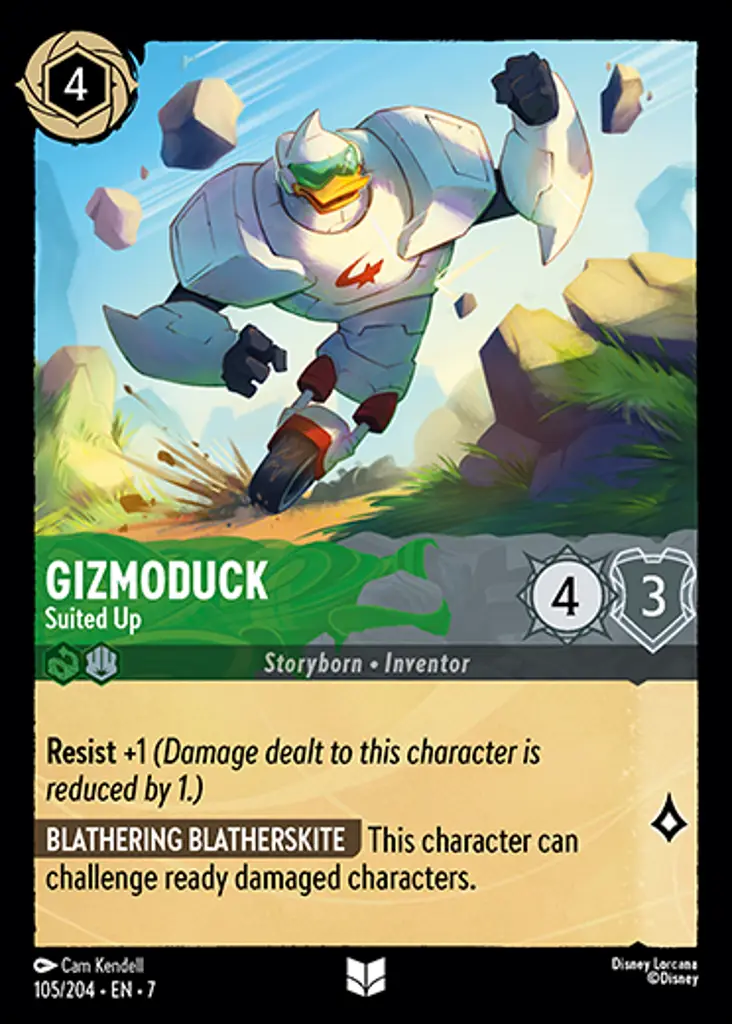 4
GIZMODUCK
Suited Up
4
3
Storyborn • Inventor
Resist +1 (Damage dealt to this character is
reduced by 1.)
BLATHERING BLATHERSKITE This character can
challenge ready damaged characters.
Cam Kendell
105/204 • EN • 7
Disney Lorcana
©Disney